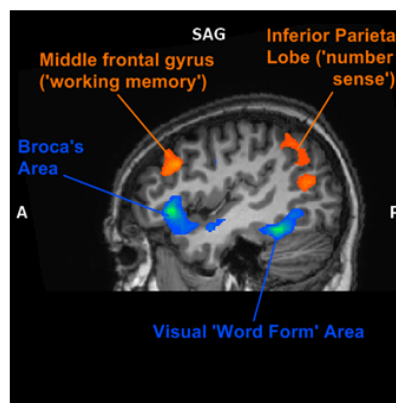 SAG
Middle frontal gyrus
('working memory')
Inferior Parieta
Lobe ('number
sense')
Broca's
Area
A
Visual 'Word Form' Area